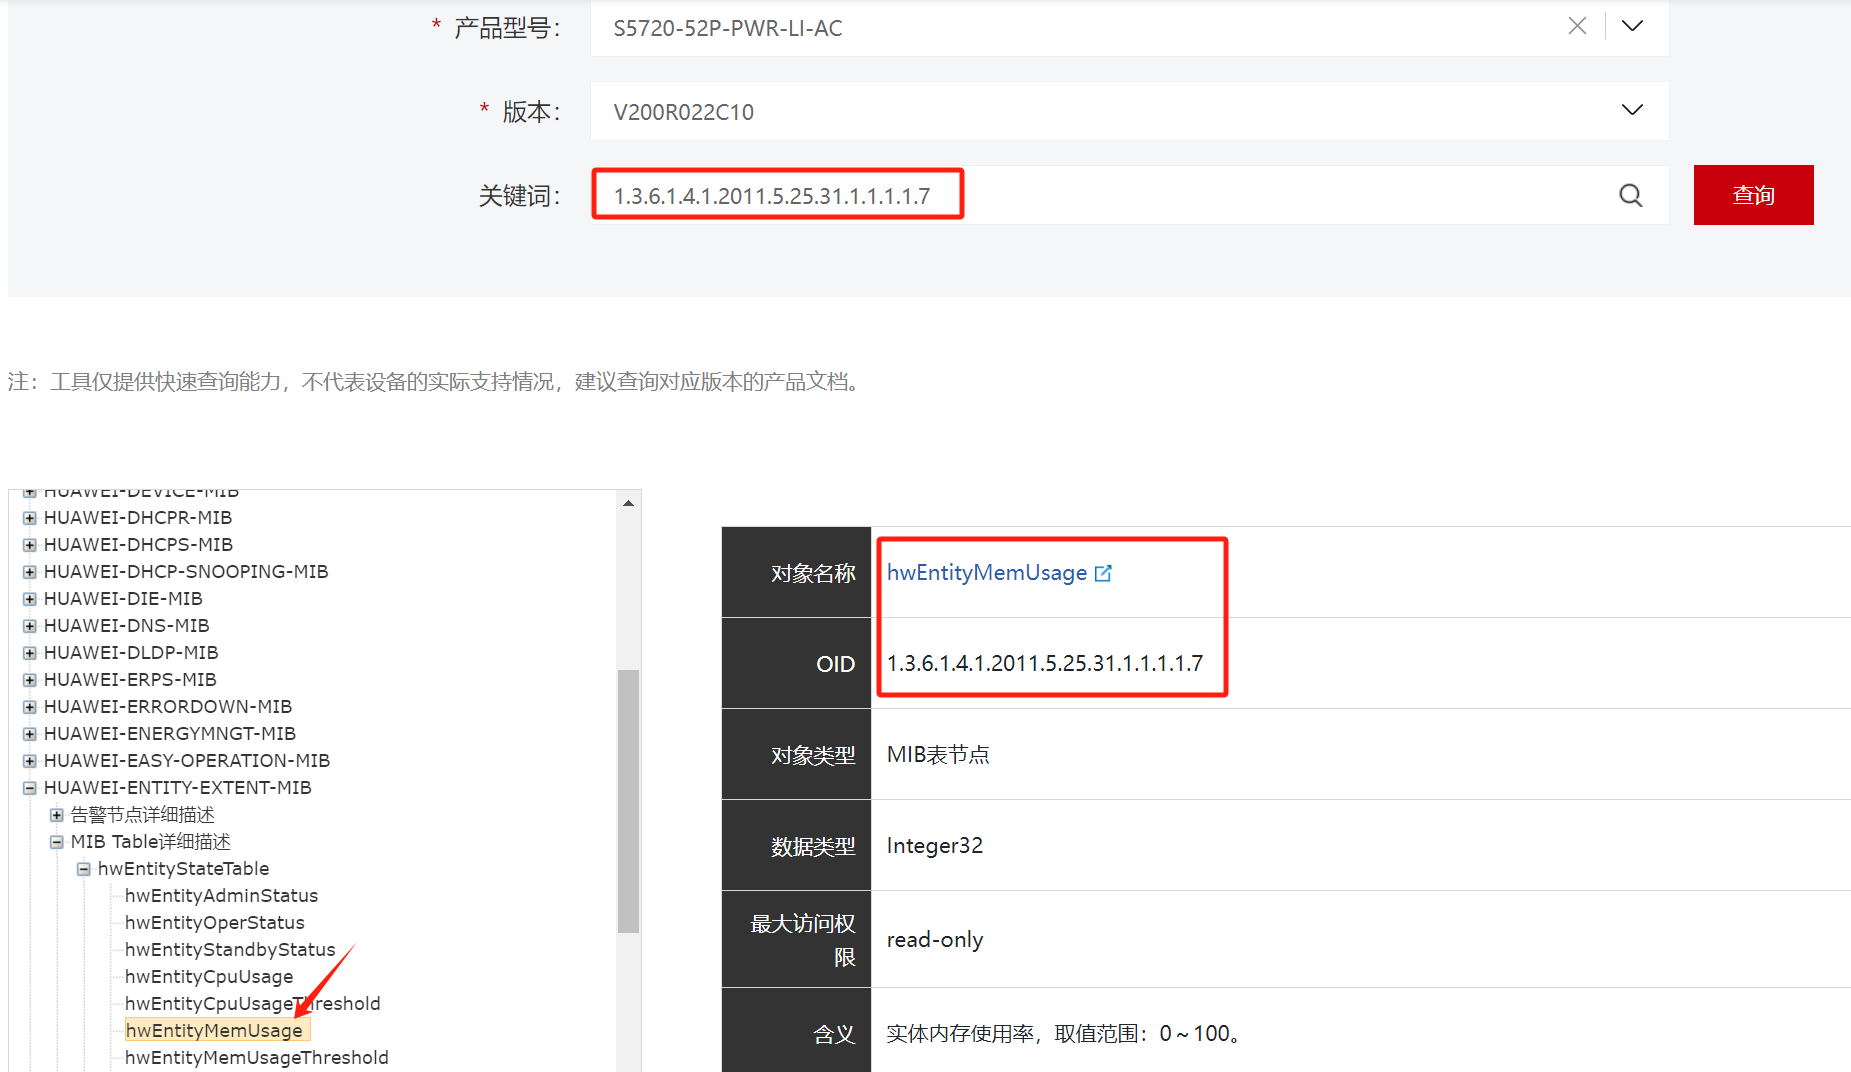 * 产品型号： S5720-52P-PWR-LI-AC
* 版本： V200R022C10
关键词： 1.3.6.1.4.1.2011.5.25.31.1.1.1.1.7 查询
注：工具仅提供快速查询能力，不代表设备的实际支持情况，建议查询对应版本的产品文档。
HUAWEI-DEVICE-MIB
HUAWEI-DHCPR-MIB
HUAWEI-DHCPS-MIB
HUAWEI-DHCP-SNOOPING-MIB
HUAWEI-DIE-MIB
HUAWEI-DNS-MIB
HUAWEI-DLDP-MIB
HUAWEI-ERPS-MIB
HUAWEI-ERRORDOWN-MIB
HUAWEI-ENERGYMNGT-MIB
HUAWEI-EASY-OPERATION-MIB
HUAWEI-ENTITY-EXTENT-MIB
告警节点详细描述
MIB Table详细描述
hwEntityStateTable
hwEntityAdminStatus
hwEntityOperStatus
hwEntityStandbyStatus
hwEntityCpuUsage
hwEntityCpuUsageThreshold
hwEntityMemUsage
hwEntityMemUsageThreshold
对象名称 hwEntityMemUsage
OID 1.3.6.1.4.1.2011.5.25.31.1.1.1.1.7
对象类型 MIB表节点
数据类型 Integer32
最大访问权
限 read-only
含义 实体内存使用率，取值范围：0～100。